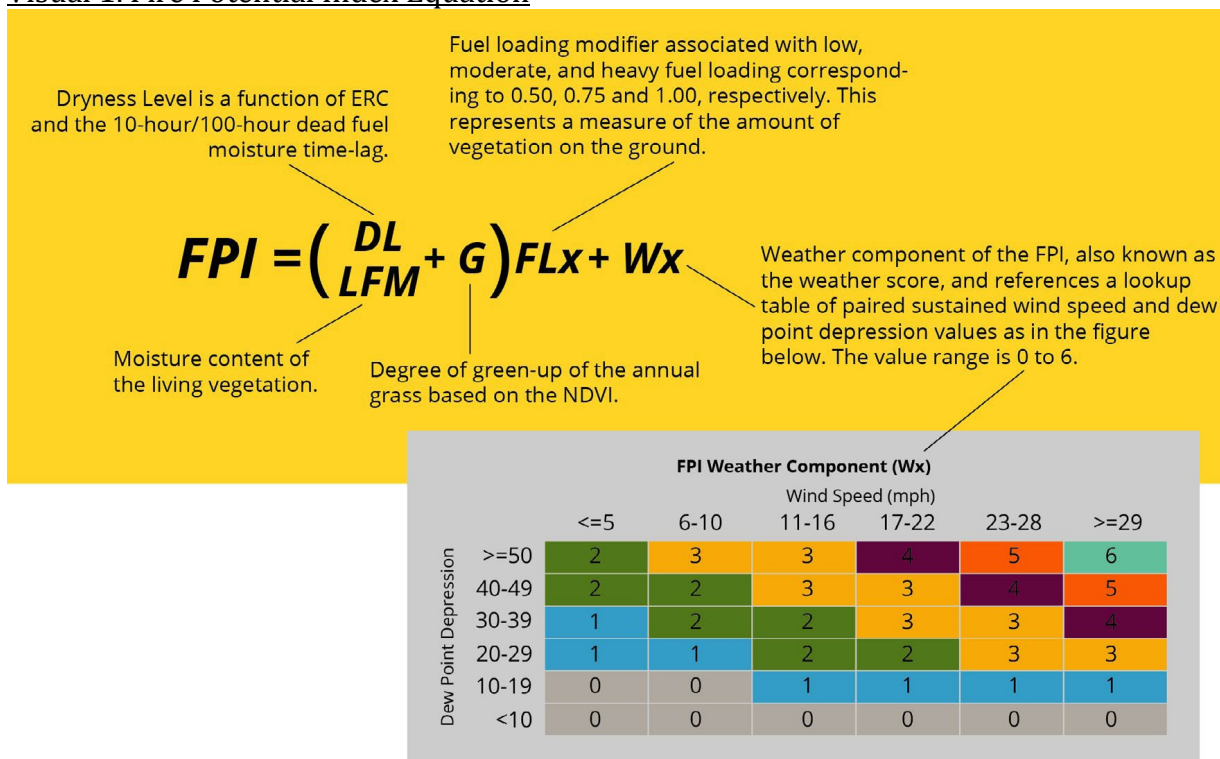 Visual 1: Fire Potential Index Equation
Fuel loading modifier associated with low,
moderate, and heavy fuel loading correspond-
ing to 0.50, 0.75 and 1.00, respectively. This
represents a measure of the amount of
vegetation on the ground.
Dryness Level is a function of ERC
and the 10-hour/100-hour dead fuel
moisture time-lag.
FPI = ( DL
LFM + G ) FLx + Wx
Weather component of the FPI, also known as
the weather score, and references a lookup
table of paired sustained wind speed and dew
point depression values as in the figure
below. The value range is 0 to 6.
Moisture content of
the living vegetation.
Degree of green-up of the annual
grass based on the NDVI.
FPI Weather Component (Wx)
Wind Speed (mph)
<=5 6-10 11-16 17-22 23-28 >=29
Dew Point Depression
>=50 2 3 3 4 5 6
40-49 2 2 3 3 4 5
30-39 1 2 2 3 3 4
20-29 1 1 2 2 3 3
10-19 0 0 1 1 1 1
<10 0 0 0 0 0 0